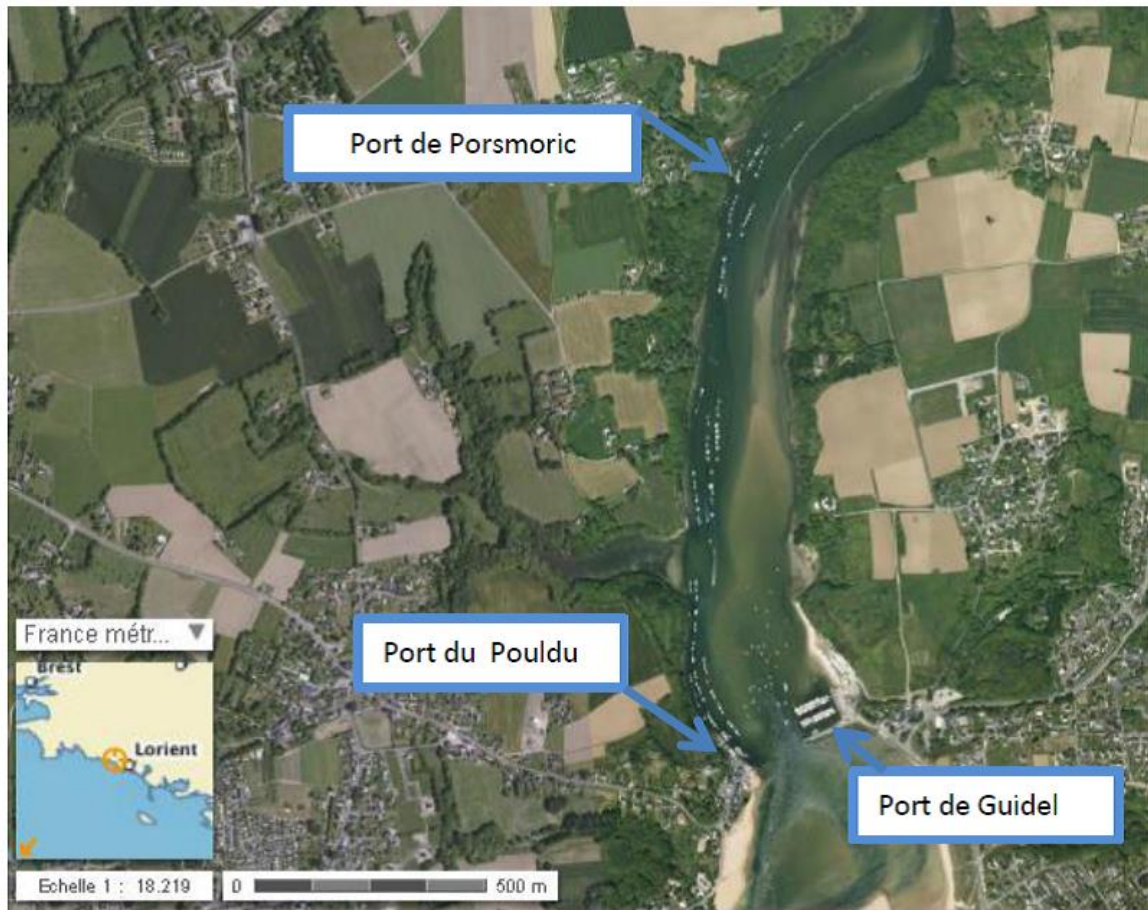 Port de Porsmoric
Port du Pouldu
Port de Guidel
France métr...
Brest
Lorient
Echelle 1 : 18.219
0 500 m